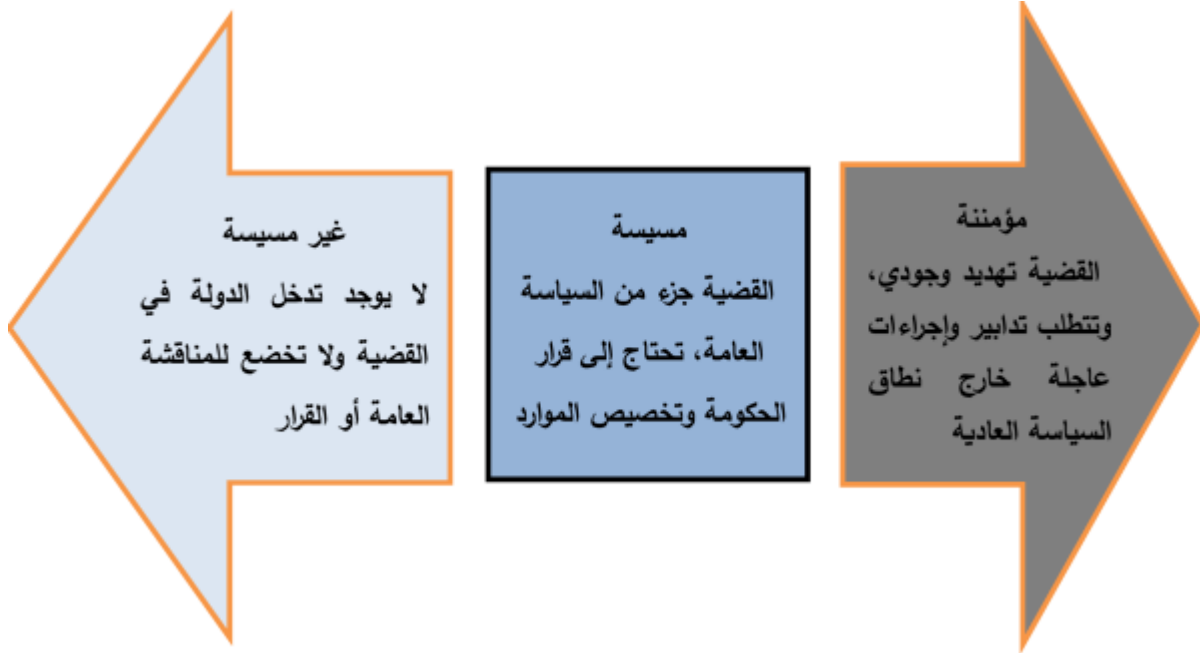 مؤمننة
القضية تهديد وجودي،
وتتطلب تدابير وإجراءات
عاجلة خارج نطاق
السياسة العادية
مسيسة
القضية جزء من السياسة
العامة، تحتاج إلى قرار
الحكومة وتخصيص الموارد
غير مسيسة
لا يوجد تدخل الدولة في
القضية ولا تخضع للمناقشة
العامة أو القرار